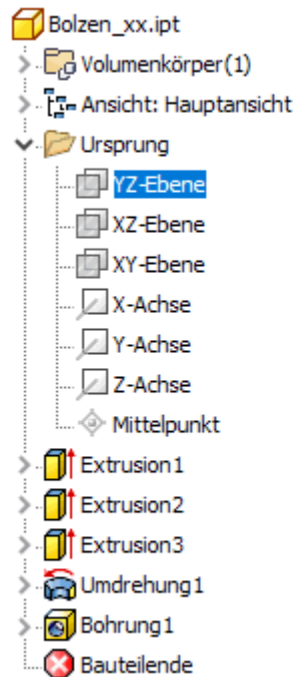 Bolzen_xx.ipt
Volumenkörper(1)
Ansicht: Hauptansicht
Ursprung
YZ-Ebene
XZ-Ebene
XY-Ebene
X-Achse
Y-Achse
Z-Achse
Mittelpunkt
Extrusion1
Extrusion2
Extrusion3
Umdrehung1
Bohrung1
Bauteilende